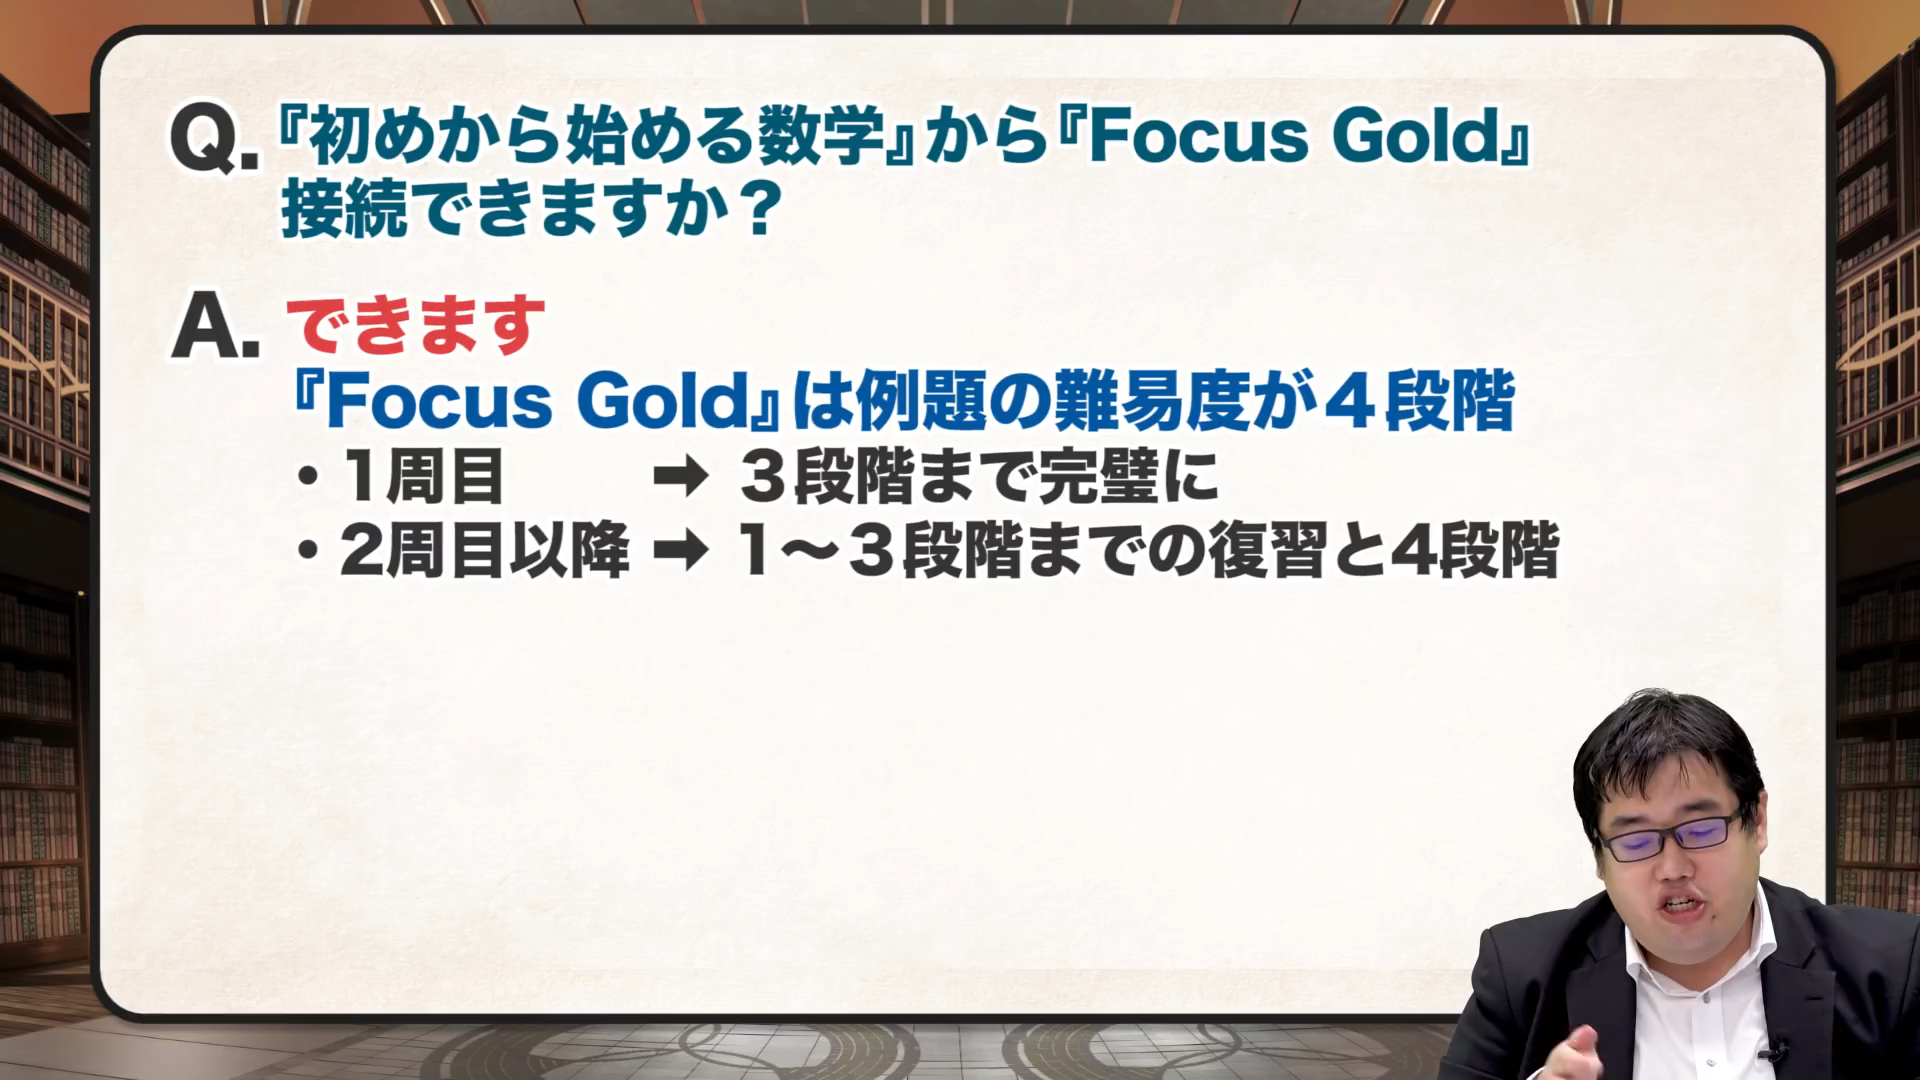 Q.『初めから始める数学』から『Focus Gold』
接続できますか？
A. できます
『Focus Gold』は例題の難易度が４段階
・1周目 ➡ ３段階まで完璧に
・2周目以降 ➡ 1〜３段階までの復習と4段階